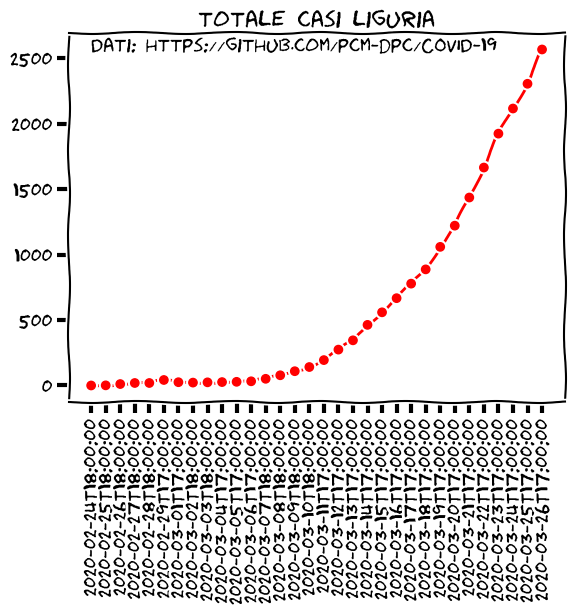 TOTALE CASI LIGURIA
DATI: HTTPS://GITHUB.COM/PCM-DPC/COVID-19
2500
2000
1500
1000
500
0
2020-02-24T18:00:00
2020-02-25T18:00:00
2020-02-26T18:00:00
2020-02-27T18:00:00
2020-02-28T18:00:00
2020-02-29T17:00:00
2020-03-01T17:00:00
2020-03-02T18:00:00
2020-03-03T18:00:00
2020-03-04T17:00:00
2020-03-05T17:00:00
2020-03-06T17:00:00
2020-03-07T18:00:00
2020-03-08T18:00:00
2020-03-09T18:00:00
2020-03-10T18:00:00
2020-03-11T17:00:00
2020-03-12T17:00:00
2020-03-13T17:00:00
2020-03-14T17:00:00
2020-03-15T17:00:00
2020-03-16T17:00:00
2020-03-17T17:00:00
2020-03-18T17:00:00
2020-03-19T17:00:00
2020-03-20T17:00:00
2020-03-21T17:00:00
2020-03-22T17:00:00
2020-03-23T17:00:00
2020-03-24T17:00:00
2020-03-25T17:00:00
2020-03-26T17:00:00